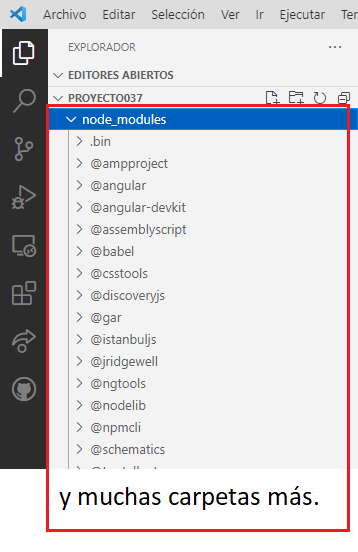 Archivo Editar Selección Ver Ir Ejecutar Ter
EXPLORADOR
EDITORES ABIERTOS
PROYECTO037
node_modules
.bin
@ampproject
@angular
@angular-devkit
@assemblyscript
@babel
@csstools
@discoveryjs
@gar
@istanbuljs
@jridgewell
@ngtools
@nodelib
@npmcli
@schematics
y muchas carpetas más.